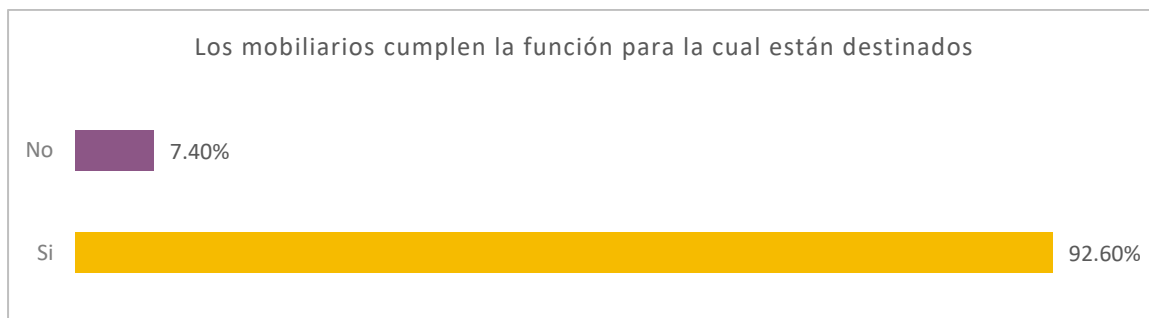 Los mobiliarios cumplen la función para la cual están destinados
No
7.40%
Si
92.60%